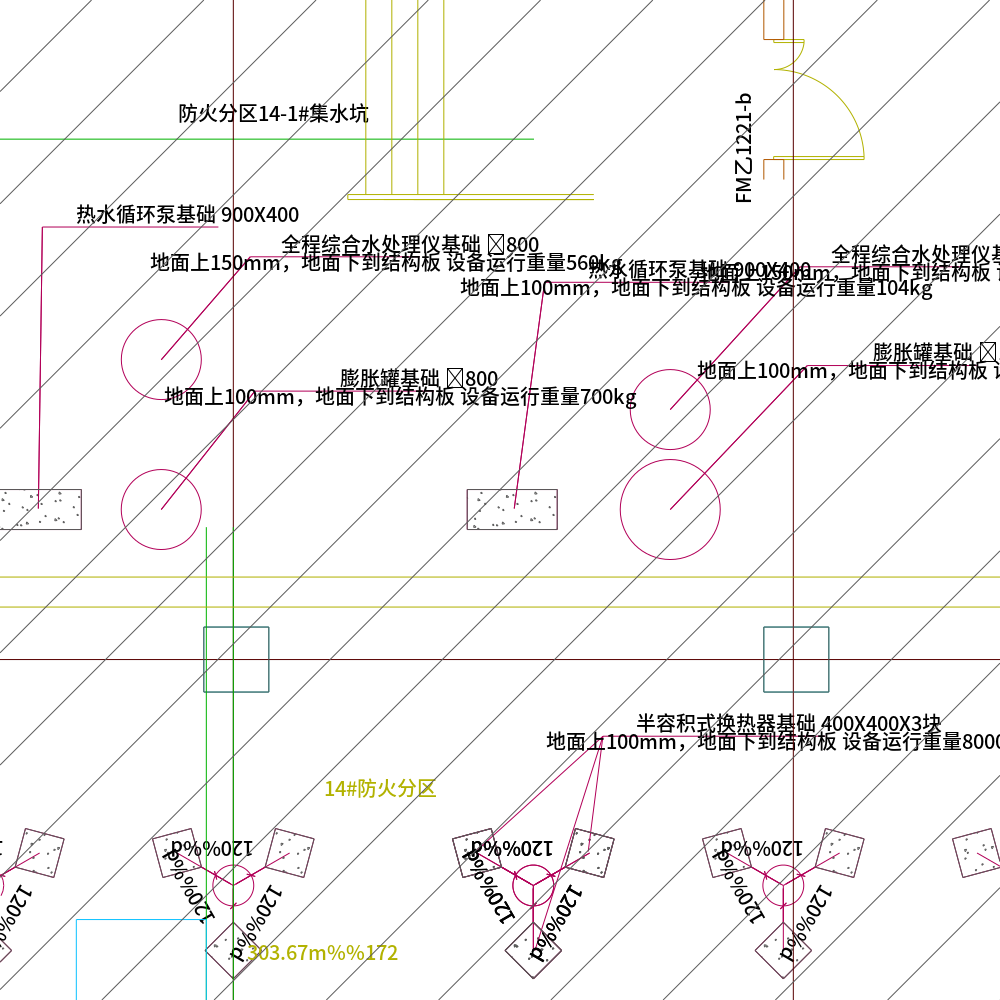 防火分区14-1#集水坑
FM乙1221-b
热水循环泵基础 900X400
全程综合水处理仪基础 800
地面上150mm，地面下到结构板 设备运行重量560kg
热水循环泵基础 900X400
地面上100mm，地面下到结构板 设备运行重量104kg
全程综合水处理仪基
地面上150mm，地面下到结构板
膨胀罐基础
地面上100mm，地面下到结构板
膨胀罐基础 800
地面上100mm，地面下到结构板 设备运行重量700kg
半容积式换热器基础 400X400X3块
地面上100mm，地面下到结构板 设备运行重量8000
14#防火分区
120%%d
120%%d
120%%d
120%%d
120%%d
120%%d
120%%d
120%%d
120%%d
120%%d
303.67m%%172